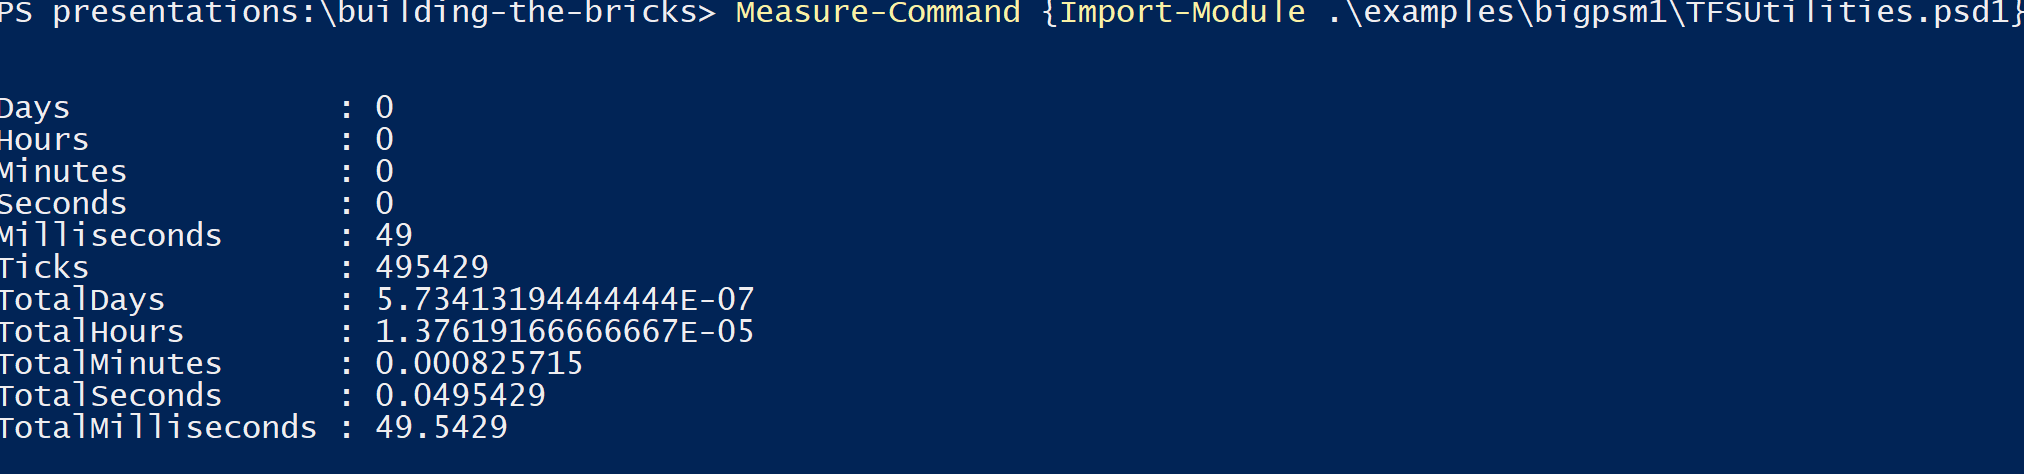 PS presentations:\building-the-bricks> Measure-Command {Import-Module .\examples\bigpsm1\TFSUtilities.psd1}
Days              : 0
Hours             : 0
Minutes           : 0
Seconds           : 0
Milliseconds      : 49
Ticks             : 495429
TotalDays         : 5.73413194444444E-07
TotalHours        : 1.37619166666667E-05
TotalMinutes      : 0.000825715
TotalSeconds      : 0.0495429
TotalMilliseconds : 49.5429